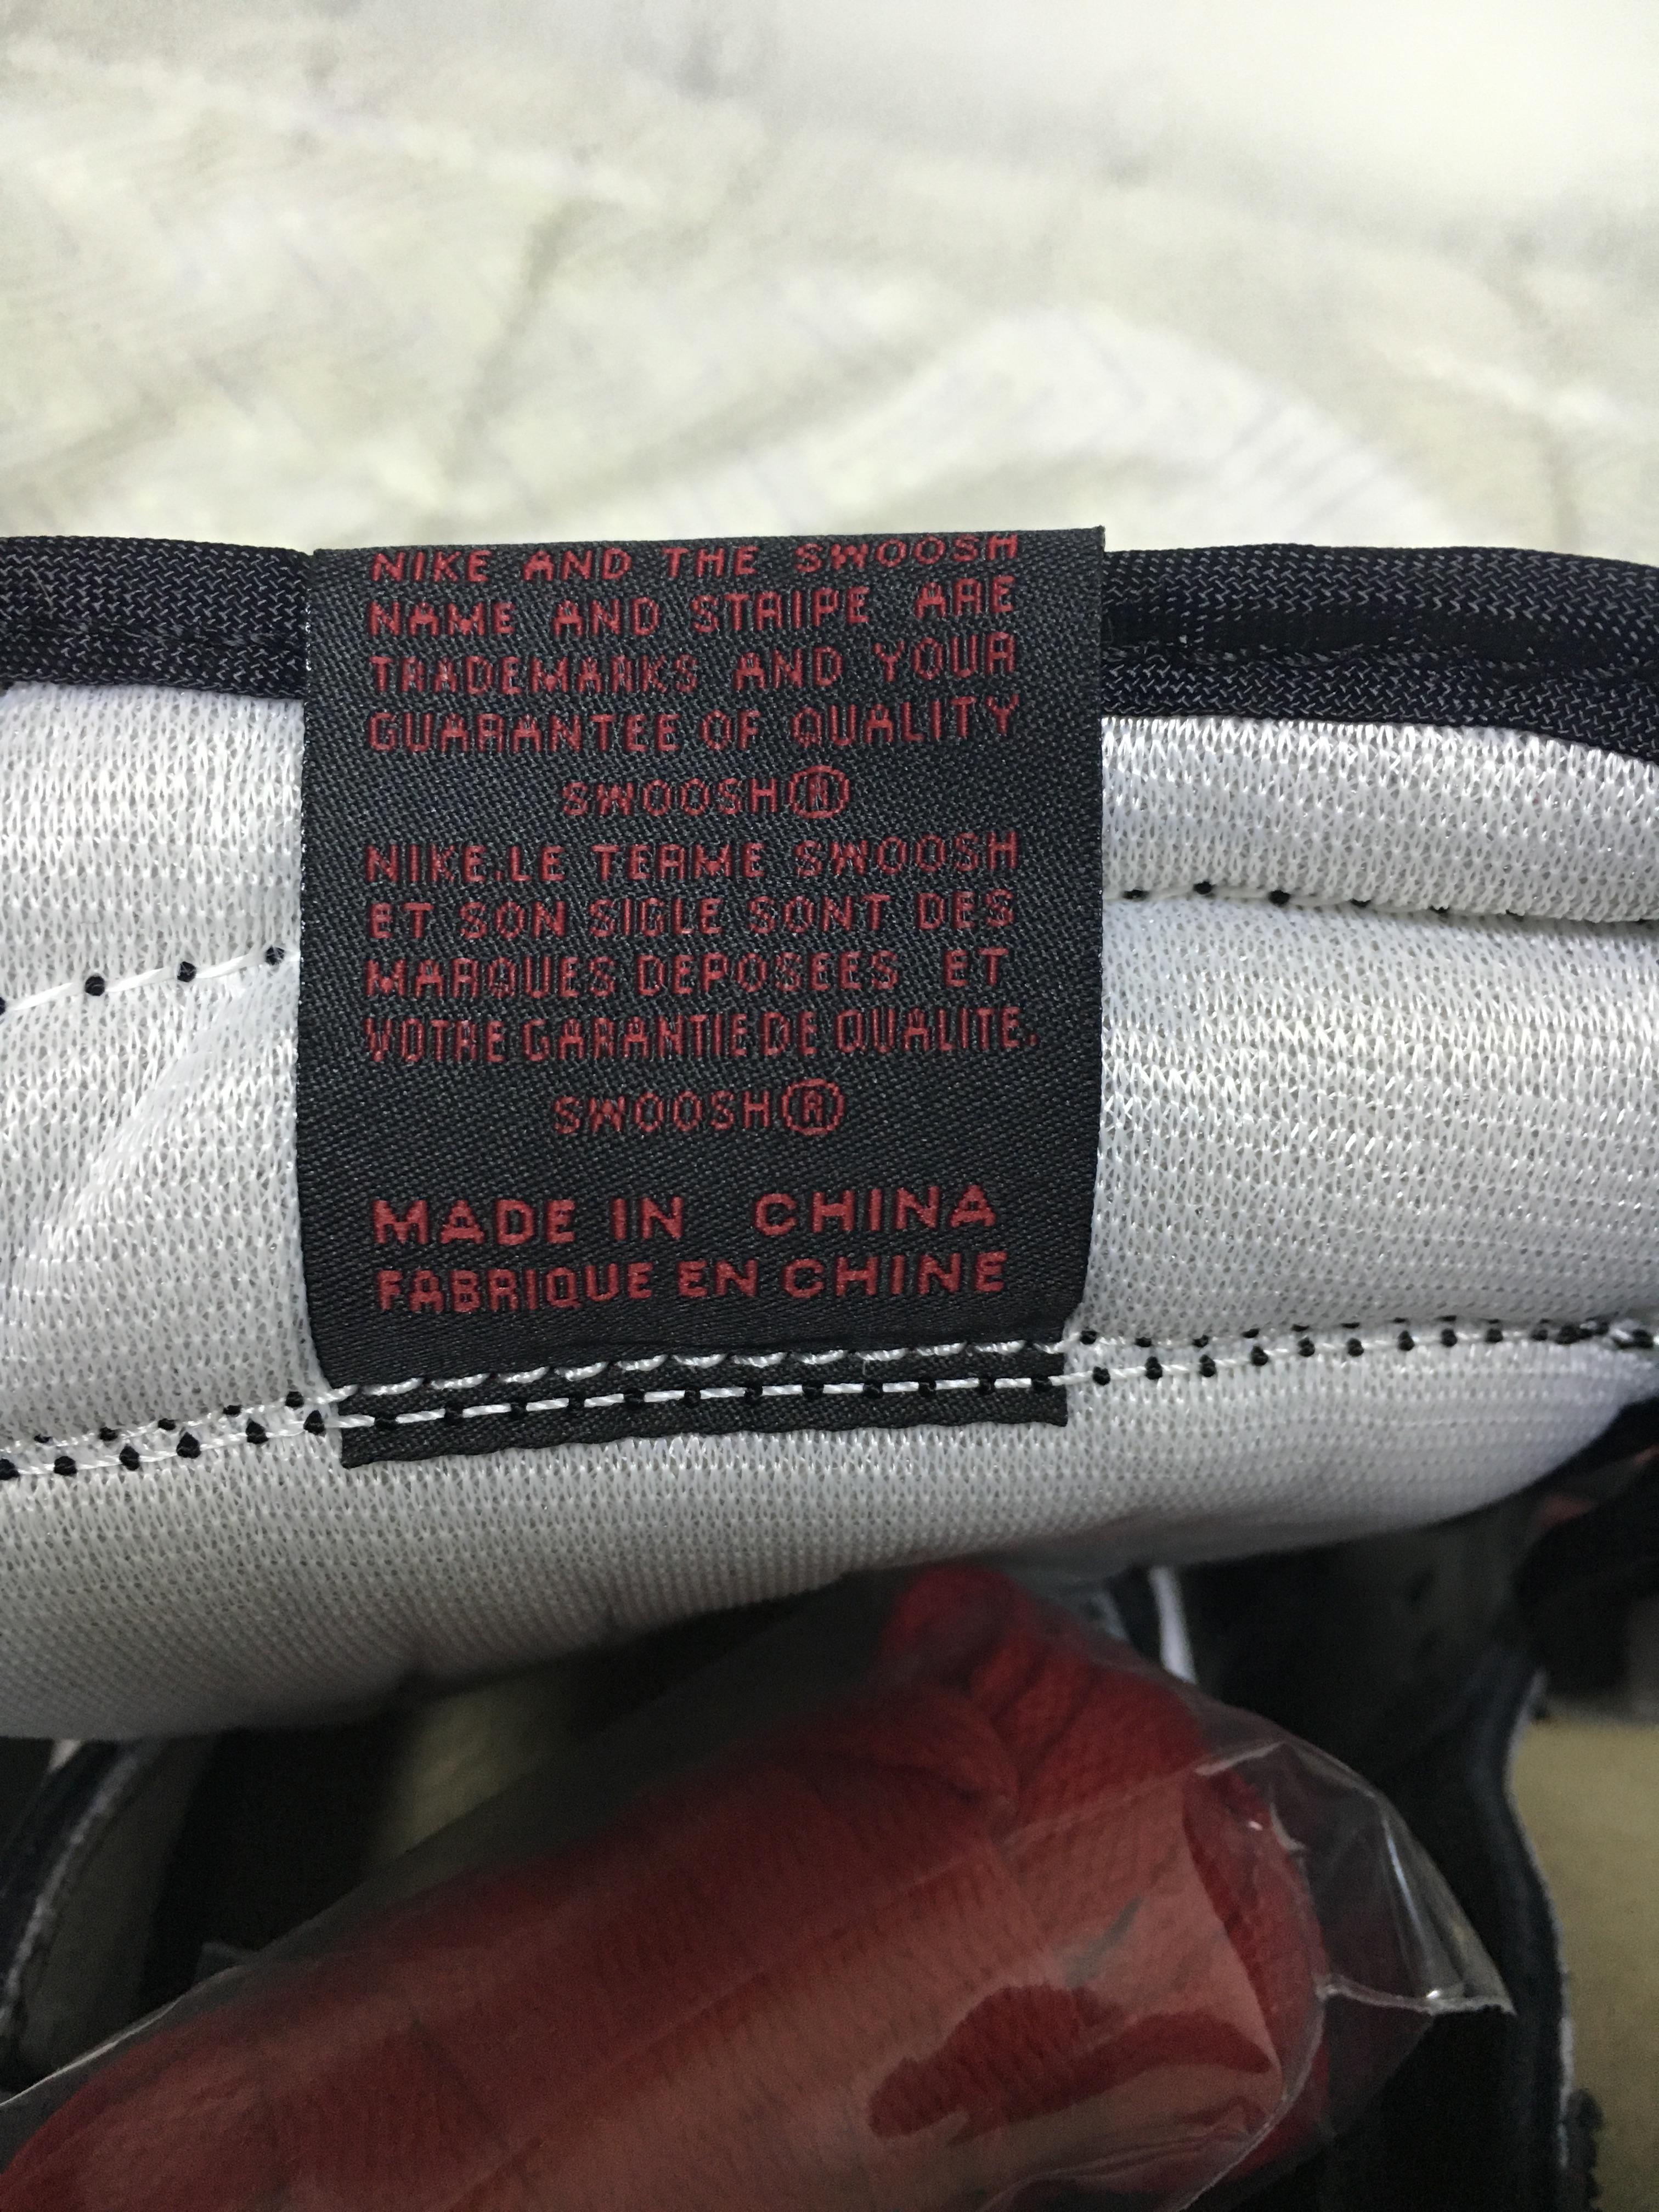 NIKE AND THE SWOOSH
NAME AND STRIPE ARE
TRADEMARKS AND YOUR
GUARANTEE OF QUALITY
SWOOSH®
NIKE.LE TERME SWOOSH
ET SON SIGLE SONT DES
MARQUES DEPOSEES ET
VOTRE GARANTIE DE QUALITE.
SWOOSH®
MADE IN CHINA
FABRIQUE EN CHINE